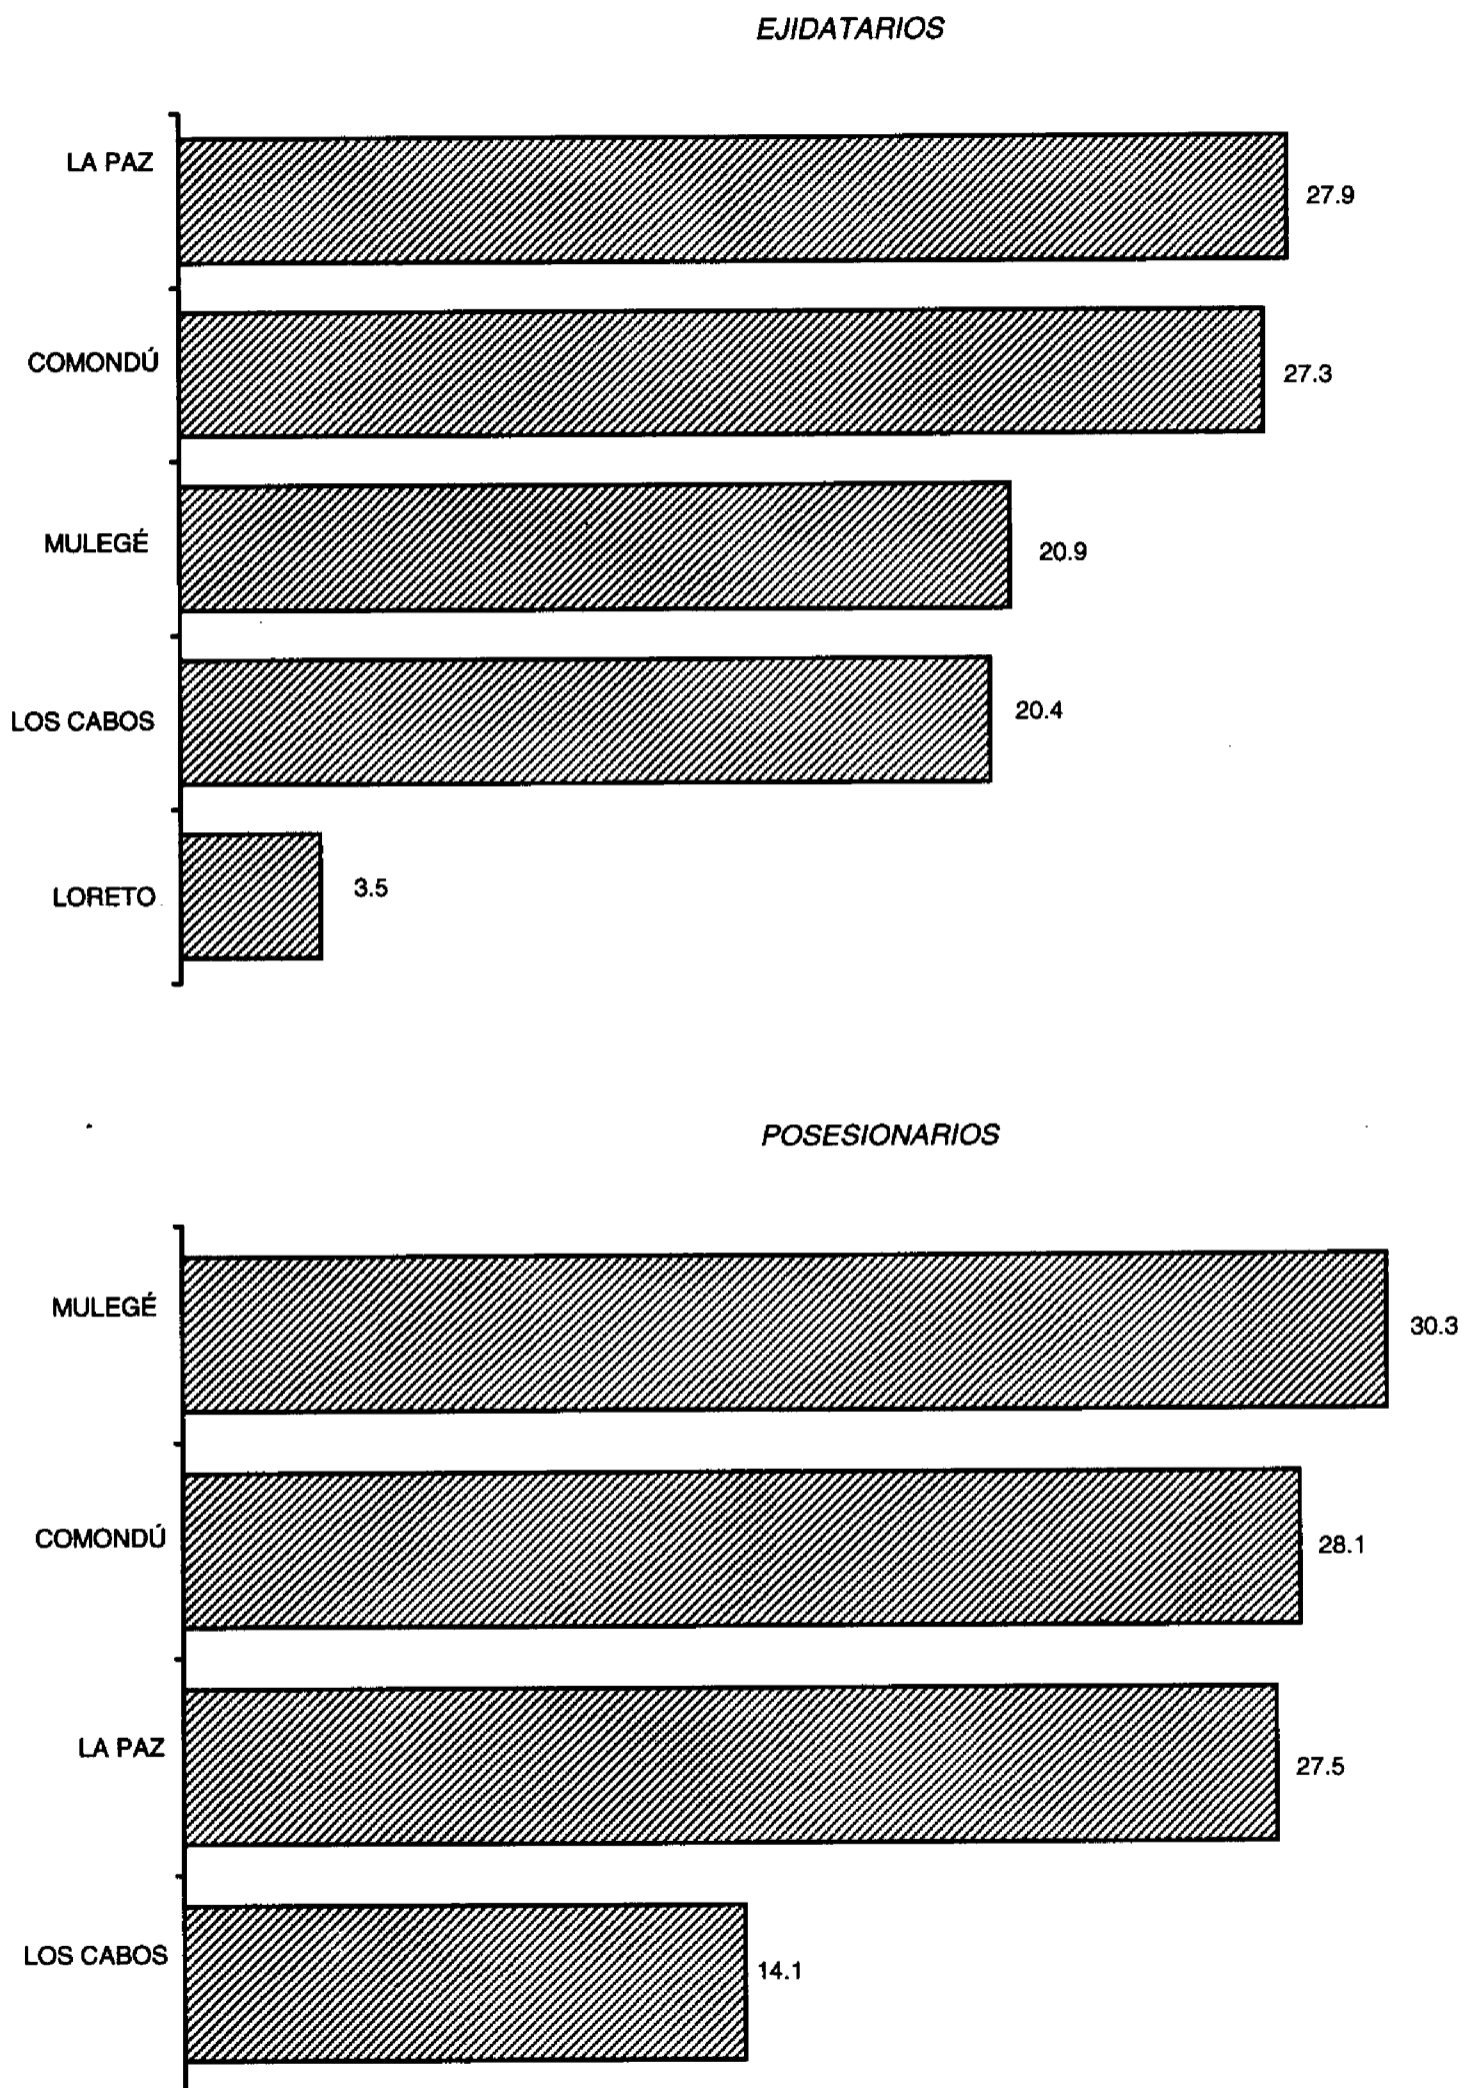 EJIDATARIOS
LA PAZ
27.9
COMONDÚ
27.3
MULEGÉ
20.9
LOS CABOS
20.4
LORETO
3.5
POSESIONARIOS
MULEGÉ
30.3
COMONDÚ
28.1
LA PAZ
27.5
LOS CABOS
14.1